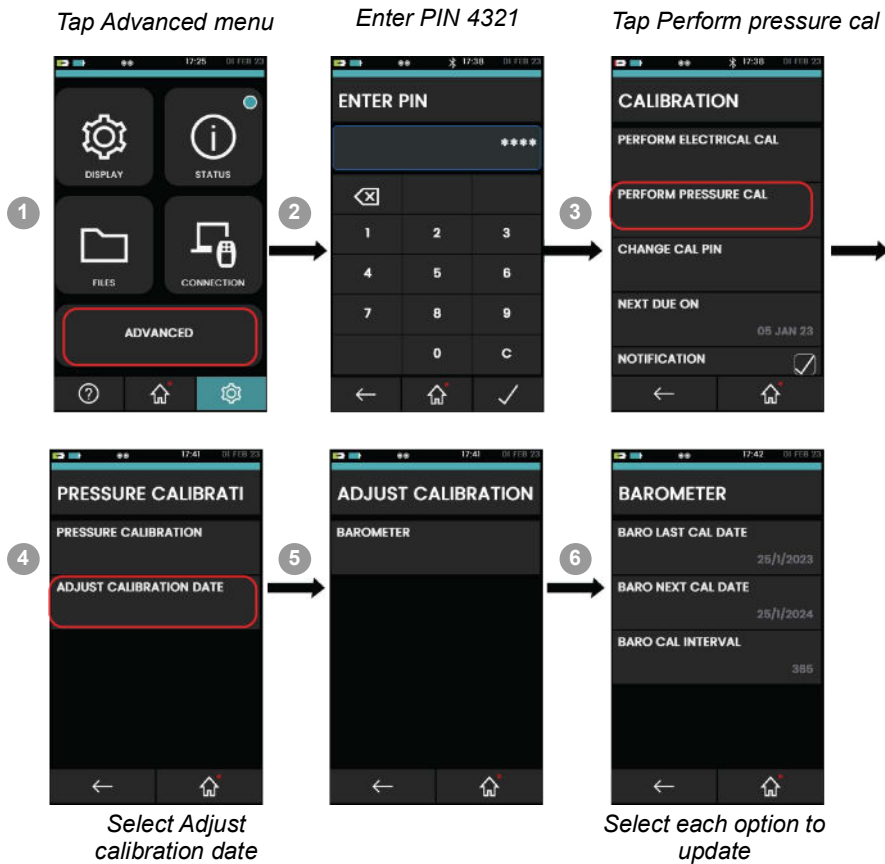 Tap Advanced menu
Enter PIN 4321
Tap Perform pressure cal
1
17:25 01 FEB 23
DISPLAY
STATUS
FILES
CONNECTION
ADVANCED
2
17:38 01 FEB 23
ENTER PIN
****
1 2 3
4 5 6
7 8 9
0 C
3
17:38 01 FEB 23
CALIBRATION
PERFORM ELECTRICAL CAL
PERFORM PRESSURE CAL
CHANGE CAL PIN
NEXT DUE ON
05 JAN 23
NOTIFICATION
4
17:41 01 FEB 23
PRESSURE CALIBRATI
PRESSURE CALIBRATION
ADJUST CALIBRATION DATE
Select Adjust
calibration date
5
17:41 01 FEB 23
ADJUST CALIBRATION
BAROMETER
6
17:42 01 FEB 23
BAROMETER
BARO LAST CAL DATE
25/1/2023
BARO NEXT CAL DATE
25/1/2024
BARO CAL INTERVAL
365
Select each option to
update